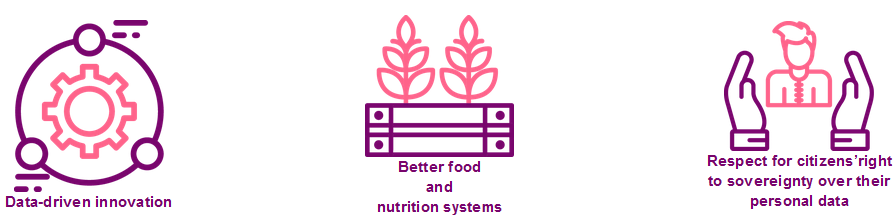 Data-driven innovation
Better food
and
nutrition systems
Respect for citizens’right
to sovereignty over their
personal data